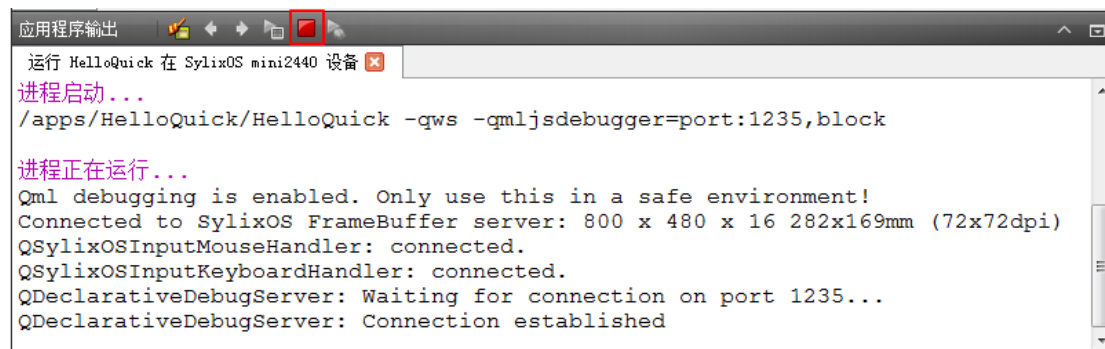 应用程序输出
运行 HelloQuick 在 SylixOS mini2440 设备
进程启动...
/apps/HelloQuick/HelloQuick -qws -qmljsdebugger=port:1235,block
进程正在运行...
Qml debugging is enabled. Only use this in a safe environment!
Connected to SylixOS FrameBuffer server: 800 x 480 x 16 282x169mm (72x72dpi)
QSylixOSInputMouseHandler: connected.
QSylixOSInputKeyboardHandler: connected.
QDeclarativeDebugServer: Waiting for connection on port 1235...
QDeclarativeDebugServer: Connection established